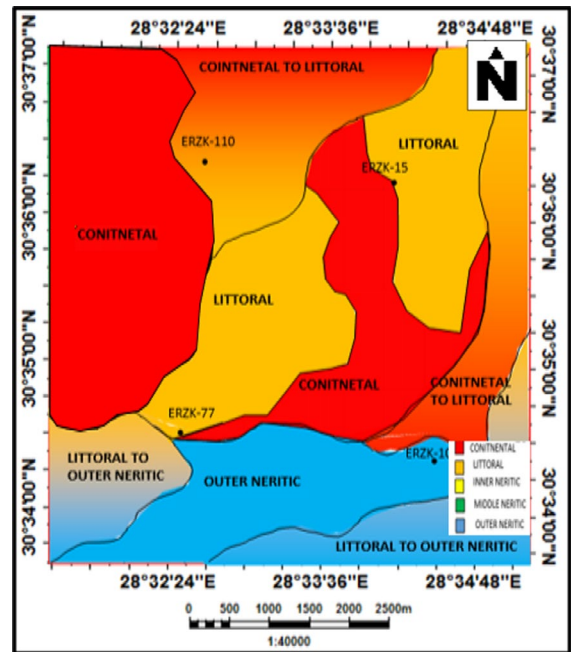 28°32'24"E 28°33'36"E 28°34'48"E
N
30°37'00"N
30°36'00"N
30°35'00"N
30°34'00"N
30°37'00"N
30°36'00"N
30°35'00"N
30°34'00"N
COINTNETAL TO LITTORAL
ERZK-110
LITTORAL
ERZK-15
CONITNETAL
LITTORAL
CONITNETAL
CONITNETAL
TO LITTORAL
ERZK-77
LITTORAL TO
OUTER NERITIC
OUTER NERITIC
ERZK-10
CONITNENTAL
LITTORAL
INNER NERITIC
MIDDLE NERITIC
OUTER NERITIC
LITTORAL TO OUTER NERITIC
28°32'24"E 28°33'36"E 28°34'48"E
0 500 1000 1500 2000 2500m
1:40000